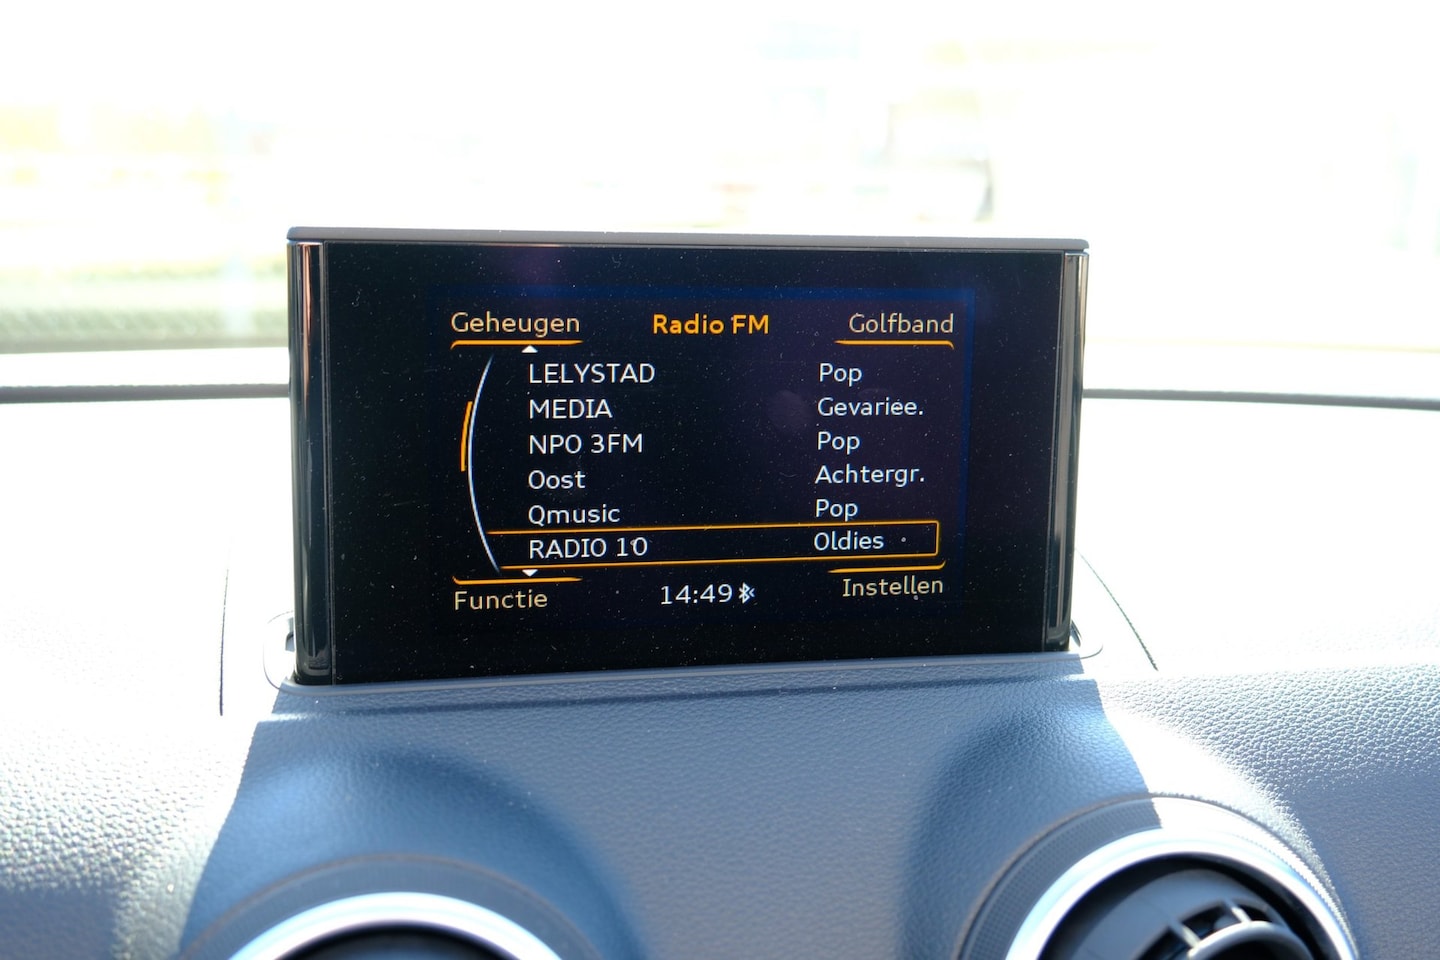 Geheugen Radio FM Golfband
LELYSTAD Pop
MEDIA Gevariëe.
NPO 3FM Pop
Oost Achtergr.
Qmusic Pop
RADIO 10 Oldies
Functie 14:49 Instellen